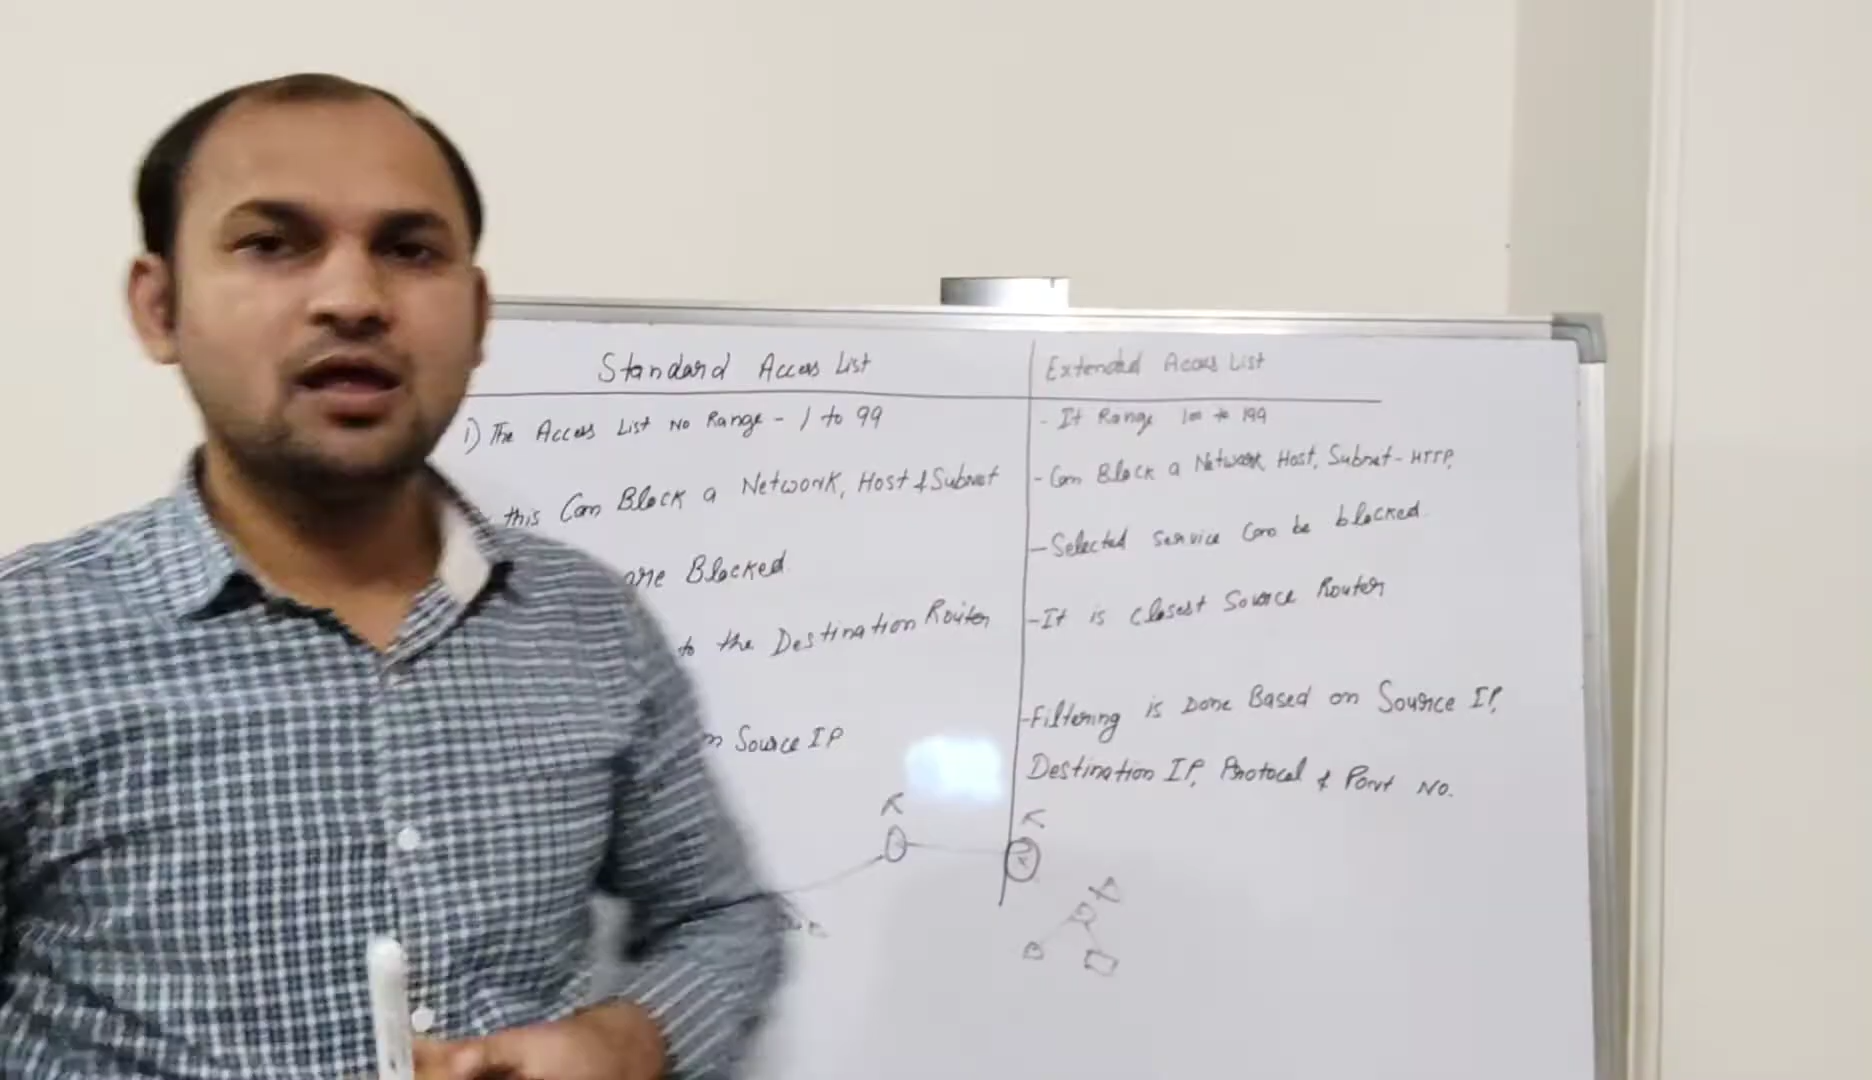 Standard Access List
1) The Access List No Range - 1 to 99
this Can Block a Network, Host & Subnet
are Blocked
to the Destination Router
Source IP
Extended Access List
- It Range 100 to 199
- Can Block a Network, Host, Subnet - HTTP,
- Selected service Can be blocked
- It is closest Source Router
- Filtering is Done Based on Source IP,
Destination IP, Protocol & Port No.